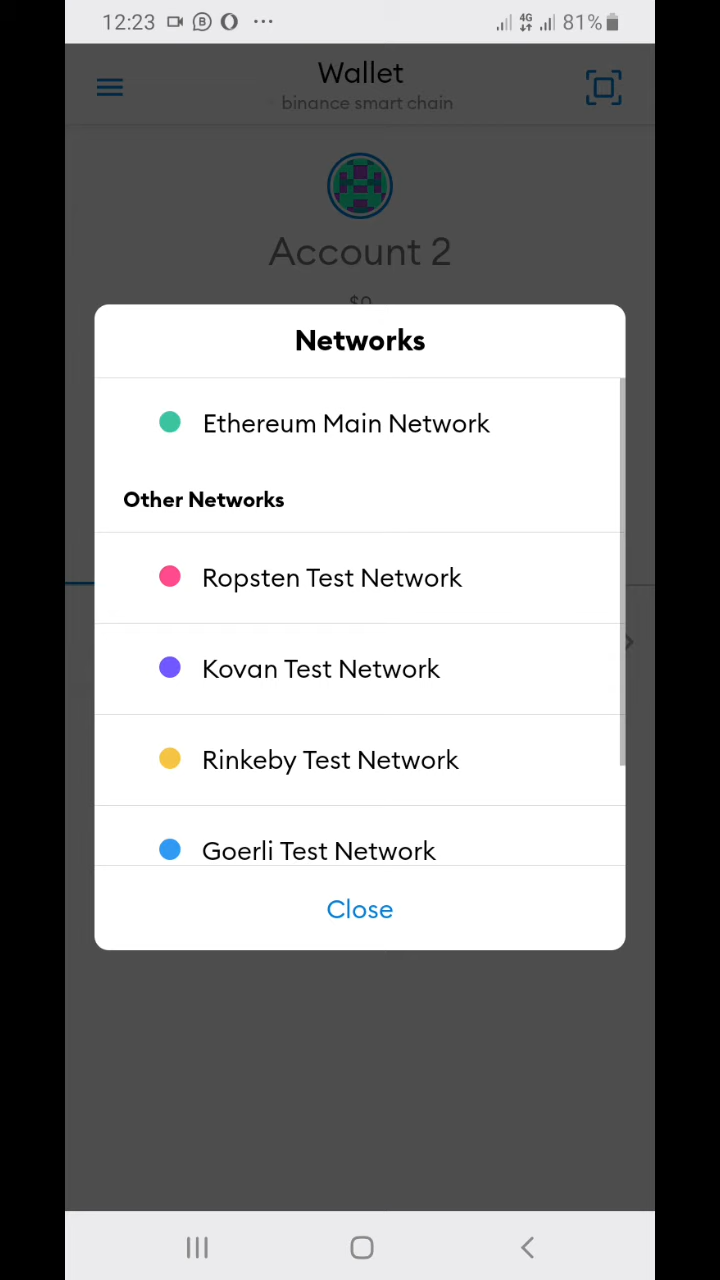 12:23 4G 81%
Wallet
binance smart chain
Account 2
$0
Networks
Ethereum Main Network
Other Networks
Ropsten Test Network
Kovan Test Network
Rinkeby Test Network
Goerli Test Network
Close